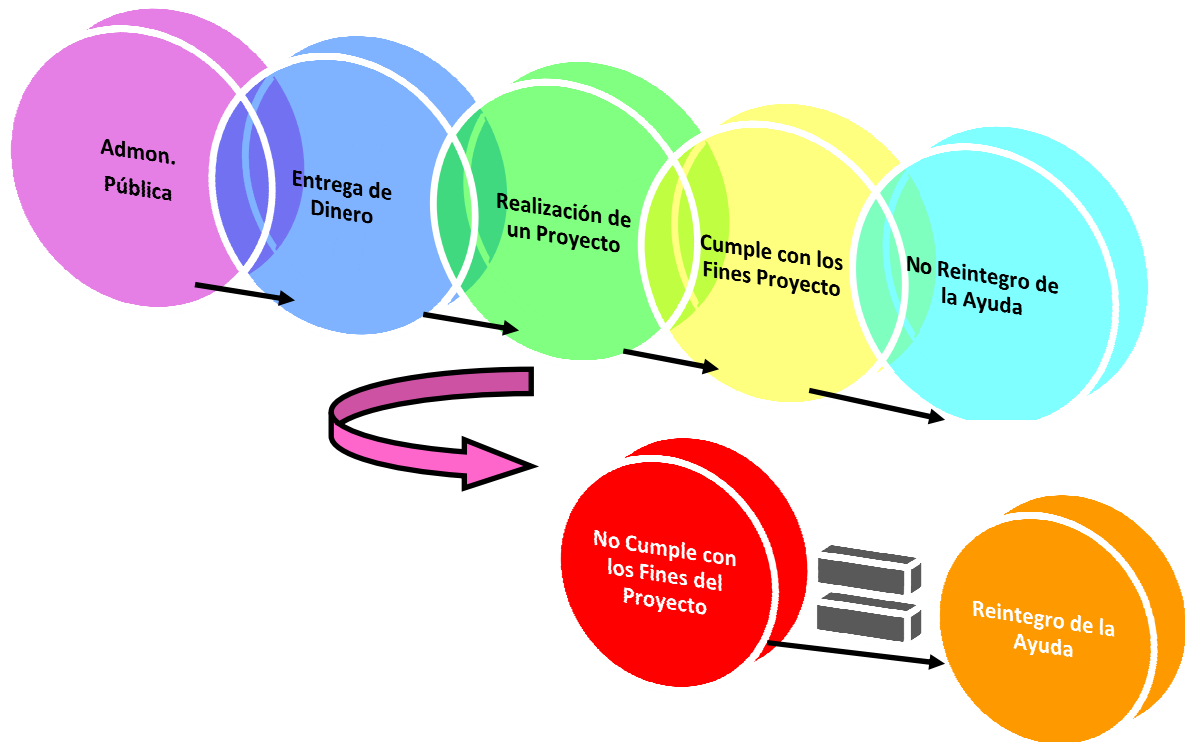 Admon.
Pública
Entrega de
Dinero
Realización de
un Proyecto
Cumple con los
Fines Proyecto
No Reintegro de
la Ayuda
No Cumple con
los Fines del
Proyecto
Reintegro de la
Ayuda